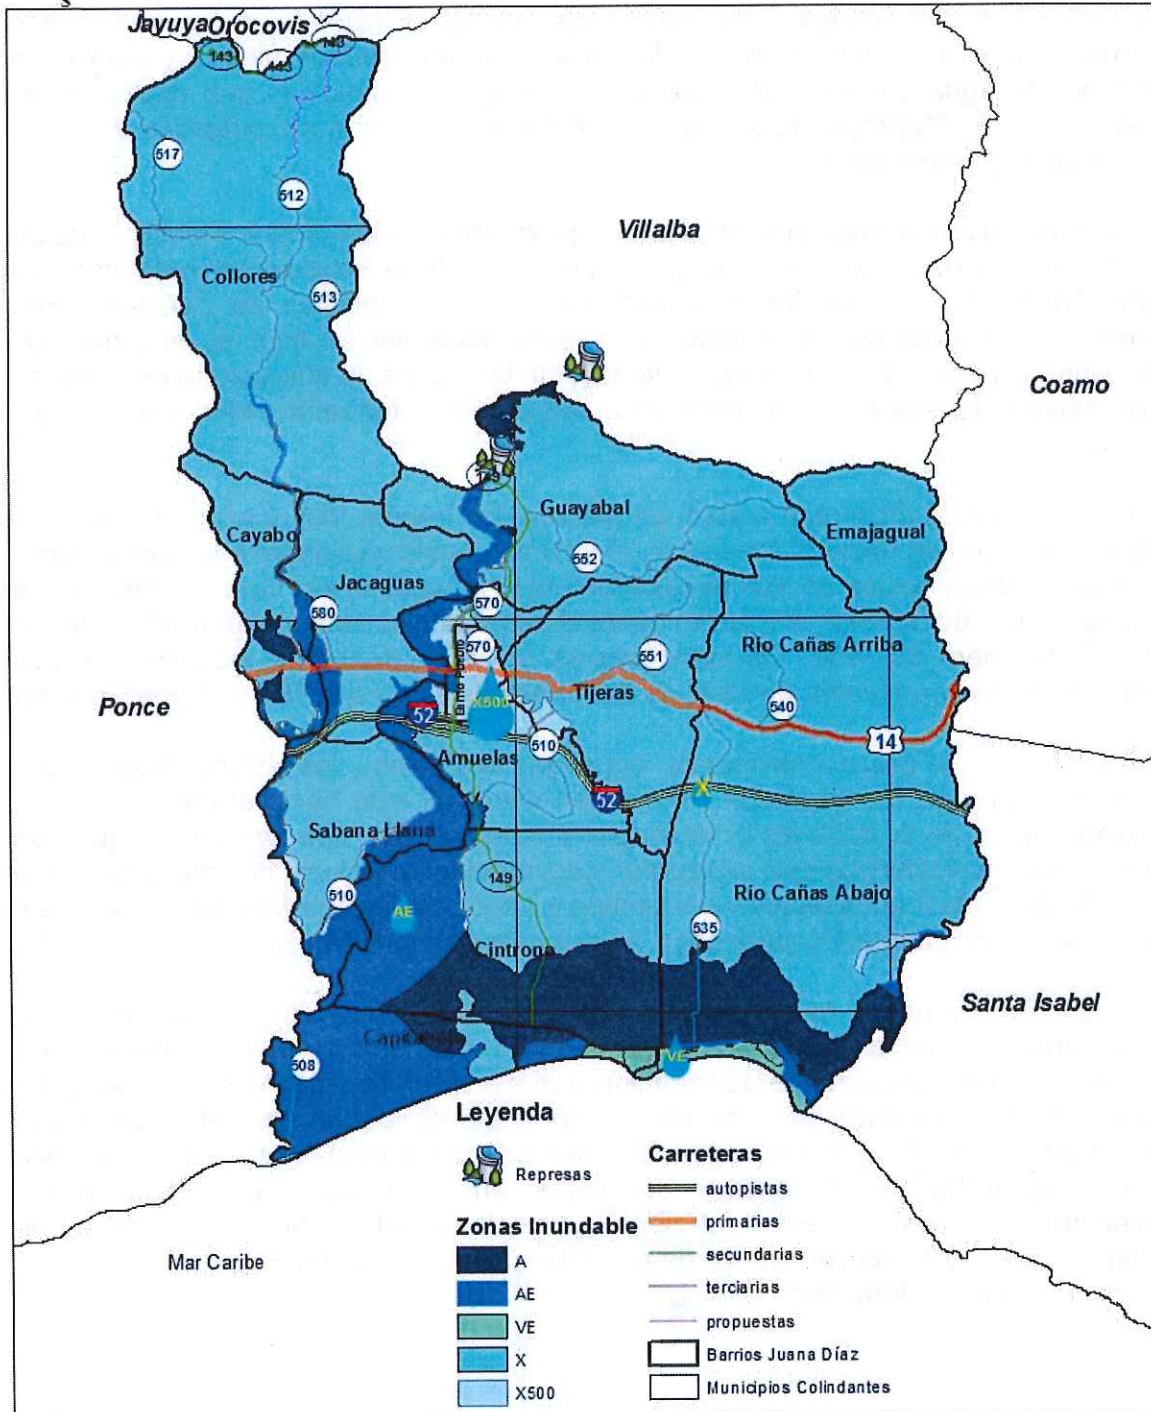 Jayuya Orocovis
143
143
143
517
512
Villalba
Collores
513
Coamo
Guayabal
Cayabo
Emajagual
552
Jacaguas
580
570
570
551
Rio Cañas Arriba
Ponce
X500
Tijeras
540
52
510
14
Amuelas
52
X
Sabana Llana
149
510
Rio Cañas Abajo
AE
535
Cintrona
Santa Isabel
Capitanejo
508
VE
Leyenda
Represas
Zonas Inundable
A
AE
VE
X
X500
Carreteras
autopistas
primarias
secundarias
terciarias
propuestas
Barrios Juana Díaz
Municipios Colindantes
Mar Caribe